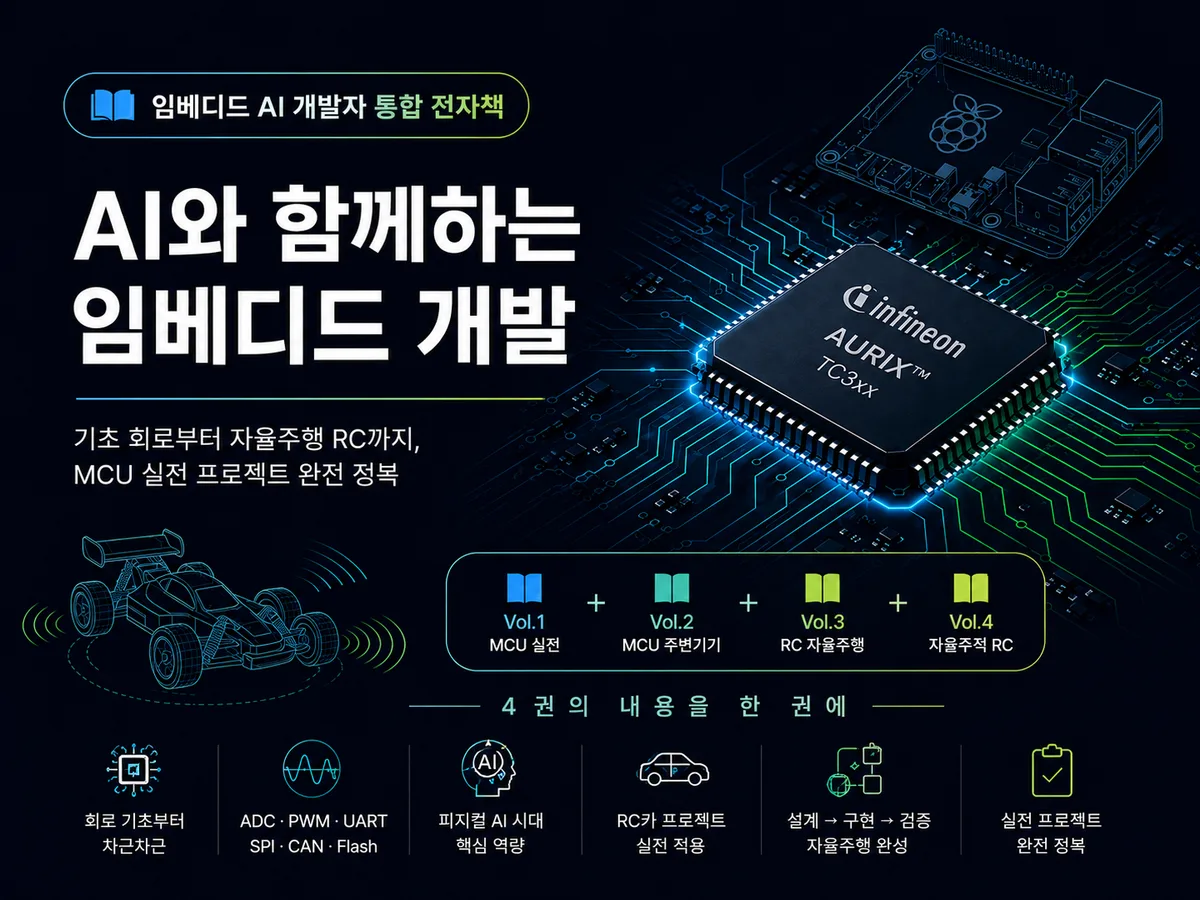 임베디드 AI 개발자 통합 전자책
AI와 함께하는
임베디드 개발
기초 회로부터 자율주행 RC까지,
MCU 실전 프로젝트 완전 정복
infineon
AURIX™
TC3xx
Vol.1
MCU 실전
+
Vol.2
MCU 주변기기
+
Vol.3
RC 자율주행
+
Vol.4
자율주적 RC
4권의 내용을 한 권에
회로 기초부터
차근차근
ADC · PWM · UART
SPI · CAN · Flash
AI
피지컬 AI 시대
핵심 역량
P
RC카 프로젝트
실전 적용
설계 → 구현 → 검증
자율주행 완성
실전 프로젝트
완전 정복